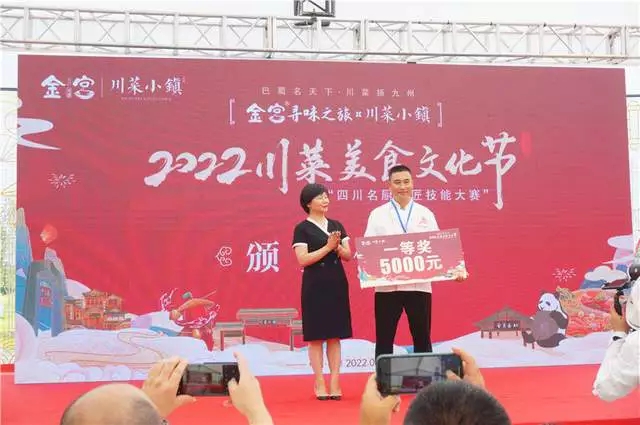 金宫 川菜小鎮
巴蜀名天下·川菜扬九州
金宫寻味之旅 川菜小鎮
2022川菜美食文化节
“四川名厨 匠技能大赛”
颁
一等奖
5000元
2022.0